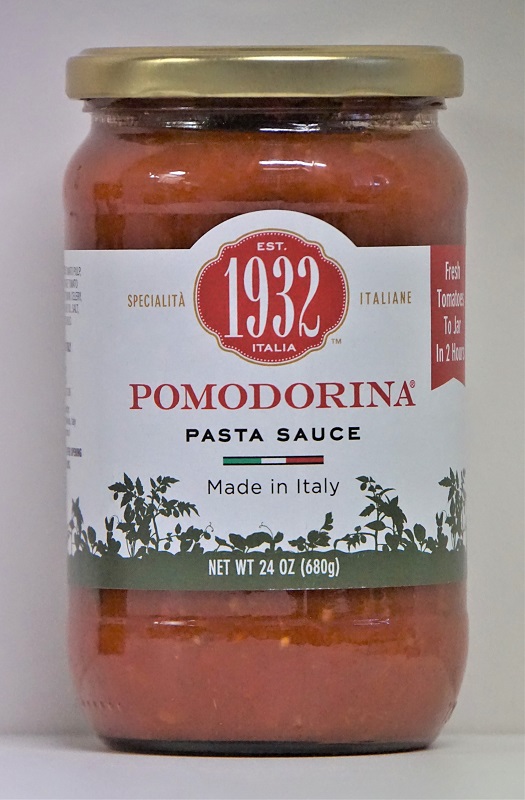 EST.
1932
ITALIA
TM
SPECIALITÀ
ITALIANE
Fresh
Tomatoes
To Jar
In 2 Hours
POMODORINA®
PASTA SAUCE
Made in Italy
NET WT 24 OZ (680g)